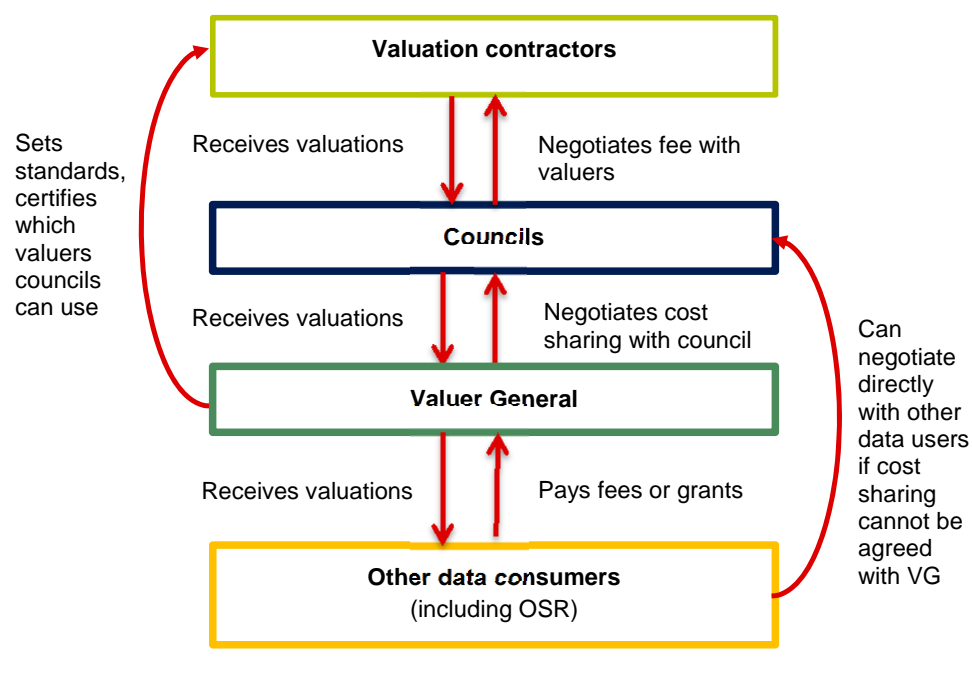 Valuation contractors
Sets
standards,
certifies
which
valuers
councils
can use
Receives valuations
Negotiates fee with
valuers
Councils
Receives valuations
Negotiates cost
sharing with council
Can
negotiate
directly
with other
data users
if cost
sharing
cannot be
agreed
with VG
Valuer General
Receives valuations
Pays fees or grants
Other data consumers
(including OSR)